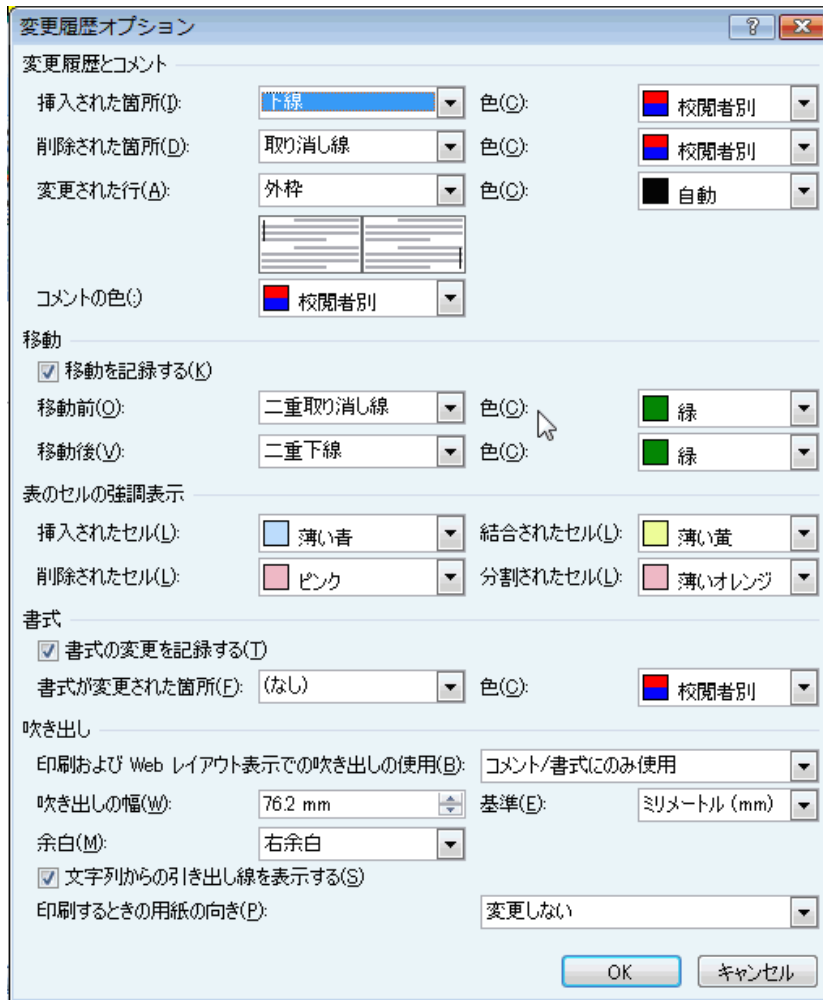 変更履歴オプション
変更履歴とコメント
挿入された箇所(I): 下線 色(C): 校閲者別
削除された箇所(D): 取り消し線 色(C): 校閲者別
変更された行(A): 外枠 色(C): 自動
コメントの色(:) 校閲者別
移動
移動を記録する(K)
移動前(O): 二重取り消し線 色(C): 緑
移動後(V): 二重下線 色(C): 緑
表のセルの強調表示
挿入されたセル(L): 薄い青 結合されたセル(L): 薄い黄
削除されたセル(L): ピンク 分割されたセル(L): 薄いオレンジ
書式
書式の変更を記録する(T)
書式が変更された箇所(F): (なし) 色(C): 校閲者別
吹き出し
印刷および Web レイアウト表示での吹き出しの使用(B): コメント/書式にのみ使用
吹き出しの幅(W): 76.2 mm 基準(E): ミリメートル (mm)
余白(M): 右余白
文字列からの引き出し線を表示する(S)
印刷するときの用紙の向き(P): 変更しない
OK キャンセル